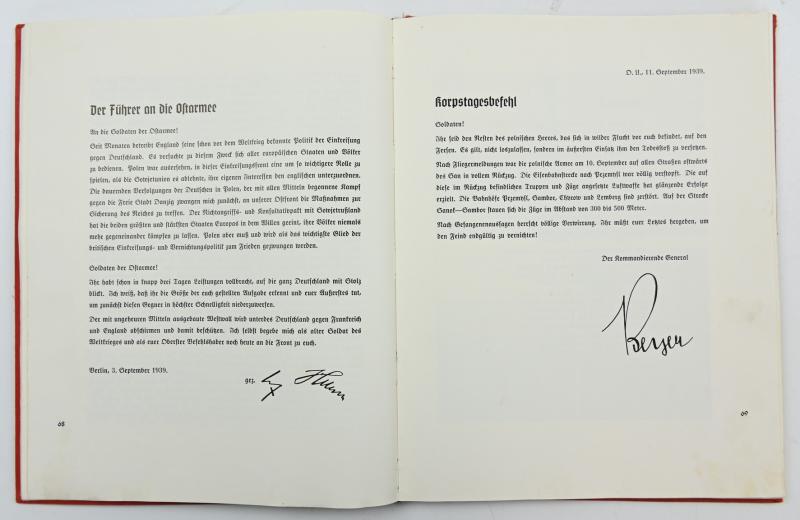 Der Führer an die Ostarmee
An die Soldaten der Ostarmee!
Seit Monaten betreibt England seine schon vor dem Weltkrieg bekannte Politik der Einkreisung
gegen Deutschland. Es versuchte zu diesem Zweck sich aller europäischen Staaten und Völker
zu bedienen. Polen war ausersehen, in dieser Einkreisungsfront eine um so wichtigere Rolle zu
spielen, als die Sowjetunion es ablehnte, ihre eigenen Interessen den englischen unterzuordnen.
Die dauernden Verfolgungen der Deutschen in Polen, der mit allen Mitteln begonnene Kampf
gegen die Freie Stadt Danzig zwangen mich zunächst, an unserer Ostfront die Maßnahmen zur
Sicherung des Reiches zu treffen. Der Nichtangriffs- und Konsultativpakt mit Sowjetrußland
hat die beiden größten und stärksten Staaten Europas in dem Willen geeint, ihre Völker niemals
mehr gegeneinander kämpfen zu lassen. Polen aber muß und wird als das wichtigste Glied der
britischen Einkreisungs- und Vernichtungspolitik zum Frieden gezwungen werden.
Soldaten der Ostarmee!
Ihr habt schon in knapp drei Tagen Leistungen vollbracht, auf die ganz Deutschland mit Stolz
blickt. Ich weiß, daß ihr die Größe der euch gestellten Aufgabe erkennt und euer Äußerstes tut,
um zunächst diesen Gegner in höchster Schnelligkeit niederzuwerfen.
Der mit ungeheuren Mitteln ausgebaute Westwall wird unterdes Deutschland gegen Frankreich
und England abschirmen und damit beschützen. Ich selbst begebe mich als alter Soldat des
Weltkrieges und als euer Oberster Befehlshaber noch heute an die Front zu euch.
Berlin, 3. September 1939.
gez.
68
O. U., 11. September 1939.
Korpstagesbefehl
Soldaten!
Ihr seid den Resten des polnischen Heeres, das sich in wilder Flucht vor euch befindet, auf den
Fersen. Es gilt, nicht loszulassen, sondern im äußersten Einsatz ihm den Todesstoß zu versetzen.
Nach Fliegermeldungen war die polnische Armee am 10. September auf allen Straßen ostwärts
des San in vollem Rückzug. Die Eisenbahnstrecke nach Pżemysl war völlig verstopft. Die auf
diese im Rückzug befindlichen Truppen und Züge angesetzte Luftwaffe hat glänzende Erfolge
erzielt. Die Bahnhöfe Pżemysl, Sambor, Chyrow und Lemberg sind zerstört. Auf der Strecke
Sanok—Sambor stauen sich die Züge im Abstand von 300 bis 500 Meter.
Nach Gefangenenaussagen herrscht völlige Verwirrung. Ihr müßt euer Letztes hergeben, um
den Feind endgültig zu vernichten!
Der Kommandierende General
69